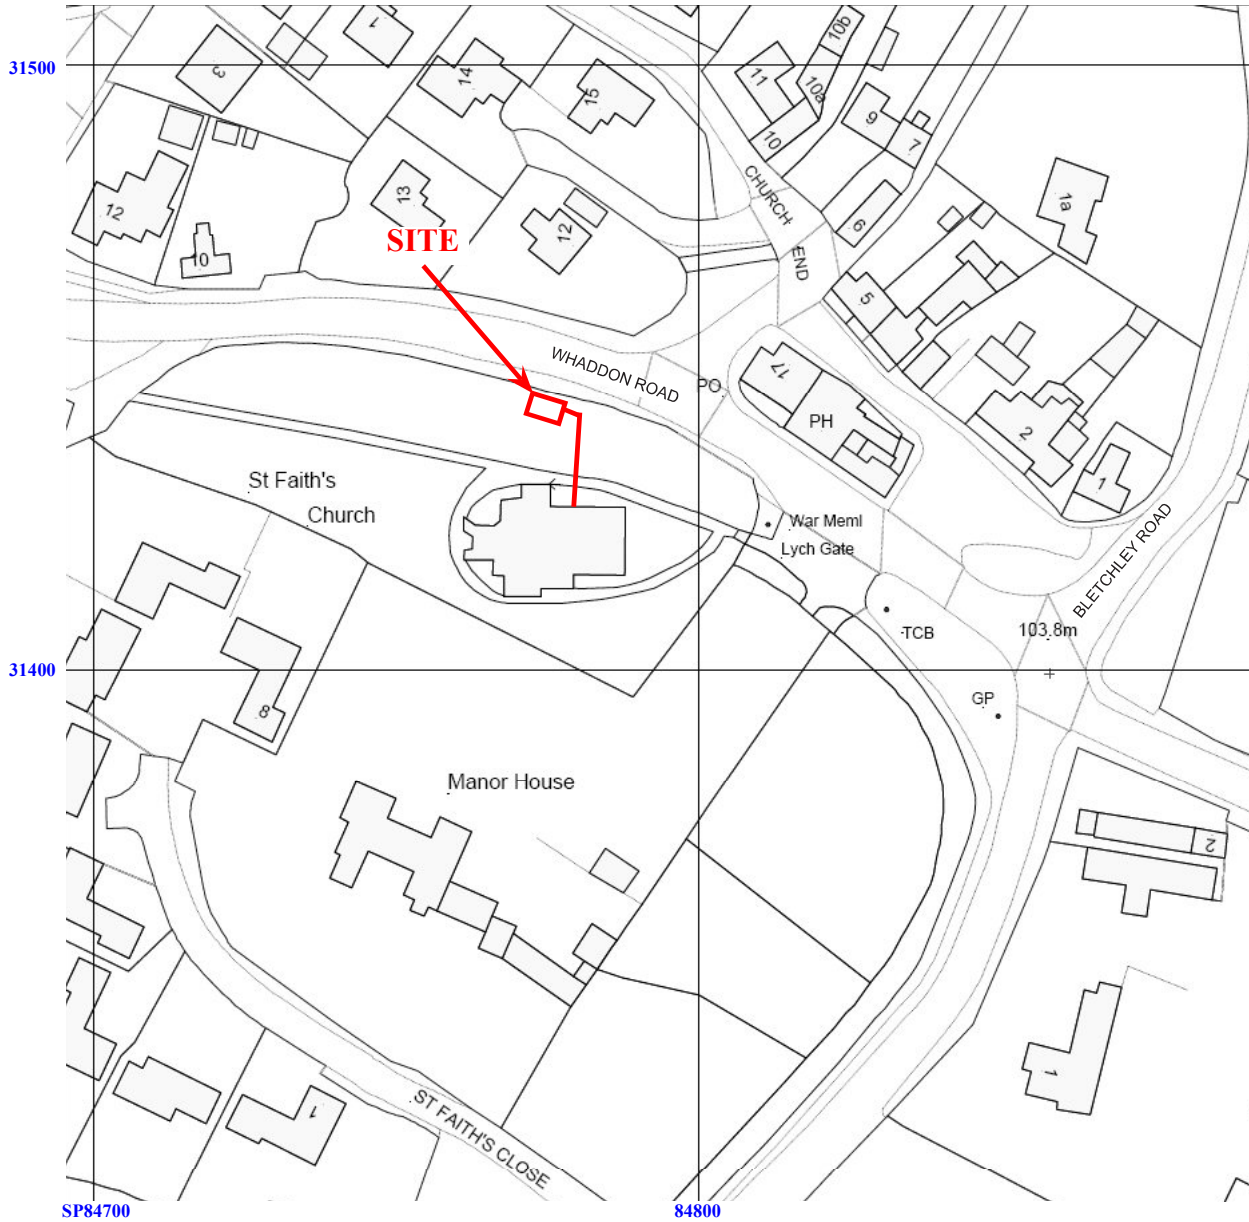 31500
1
3
14
15
10b
11
10a
10
9
7
12
13
12
10
SITE
CHURCH
END
6
1a
5
WHADDON ROAD
PO
17
PH
2
1
St Faith's
Church
War Meml
Lych Gate
BLETCHLEY ROAD
TCB
103.8m
31400
GP
8
Manor House
2
1
1
ST FAITH'S CLOSE
SP84700
84800